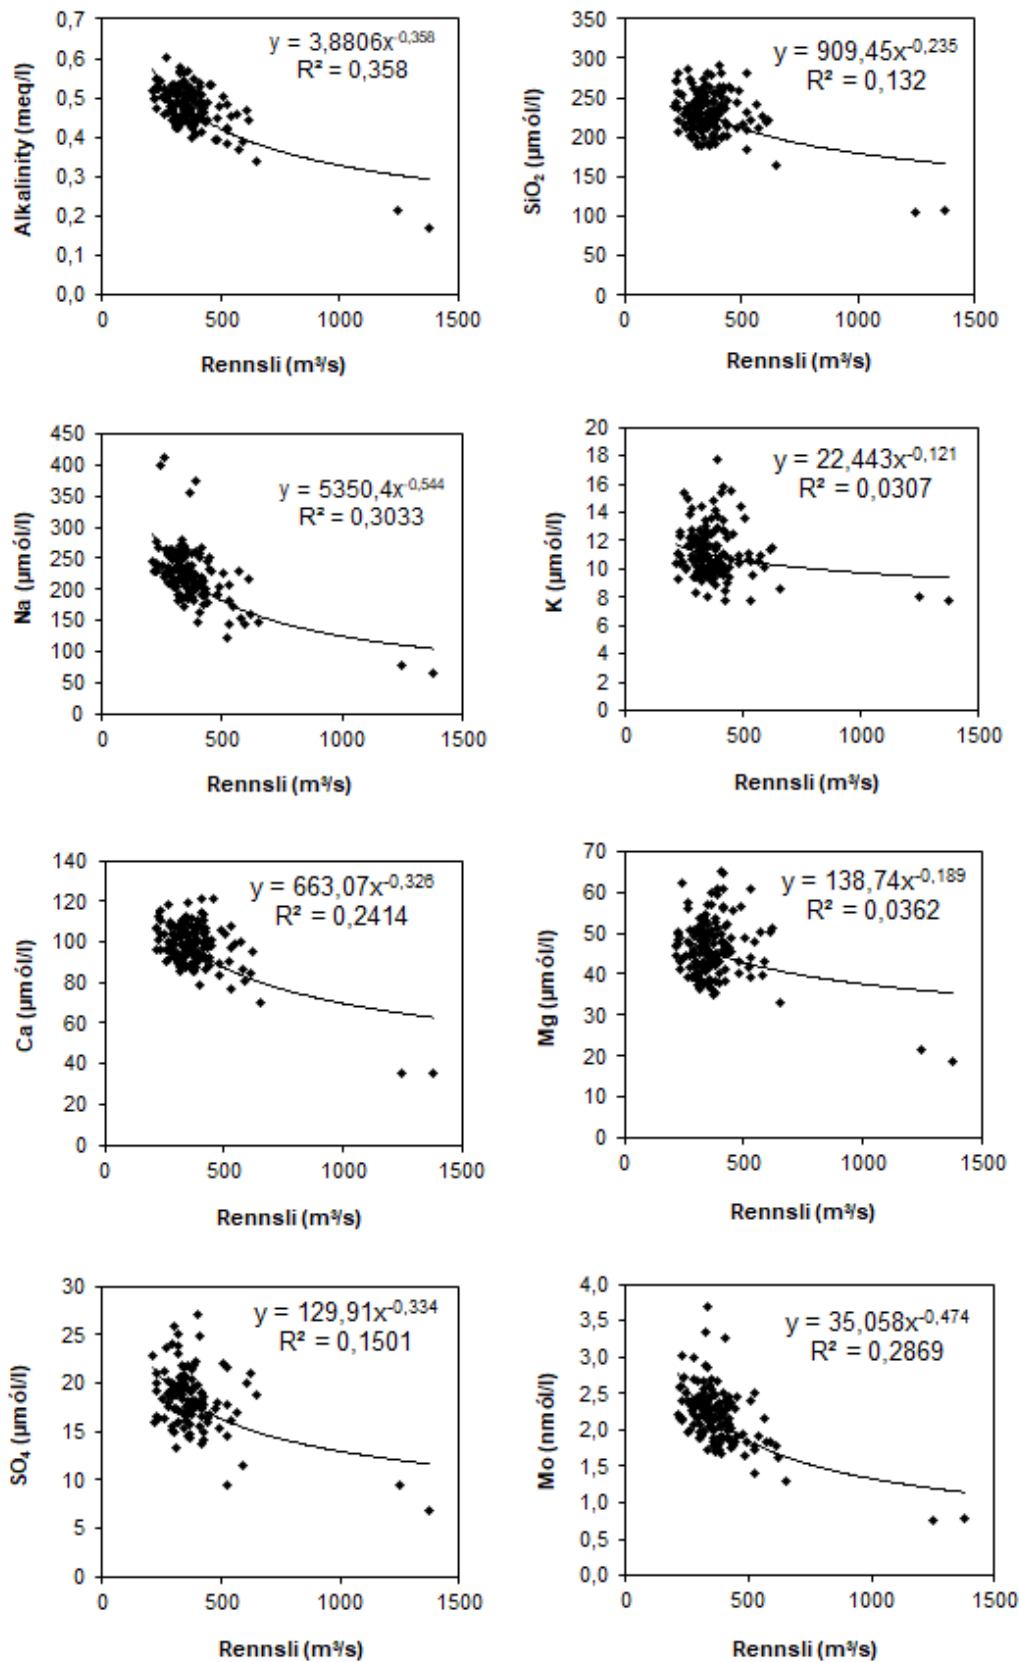 y = 3,8806x-0,358
R² = 0,358
Alkalinity (meq/l)
0,7
0,6
0,5
0,4
0,3
0,2
0,1
0,0
0 500 1000 1500
Rennsli (m³/s)
y = 909,45x-0,235
R² = 0,132
SiO₂ (µmól/l)
350
300
250
200
150
100
50
0
0 500 1000 1500
Rennsli (m³/s)
y = 5350,4x-0,544
R² = 0,3033
Na (µmól/l)
450
400
350
300
250
200
150
100
50
0
0 500 1000 1500
Rennsli (m³/s)
y = 22,443x-0,121
R² = 0,0307
K (µmól/l)
20
18
16
14
12
10
8
6
4
2
0
0 500 1000 1500
Rennsli (m³/s)
y = 663,07x-0,326
R² = 0,2414
Ca (µmól/l)
140
120
100
80
60
40
20
0
0 500 1000 1500
Rennsli (m³/s)
y = 138,74x-0,189
R² = 0,0362
Mg (µmól/l)
70
60
50
40
30
20
10
0
0 500 1000 1500
Rennsli (m³/s)
y = 129,91x-0,334
R² = 0,1501
SO₄ (µmól/l)
30
25
20
15
10
5
0
0 500 1000 1500
Rennsli (m³/s)
y = 35,058x-0,474
R² = 0,2869
Mo (nmól/l)
4,0
3,5
3,0
2,5
2,0
1,5
1,0
0,5
0,0
0 500 1000 1500
Rennsli (m³/s)